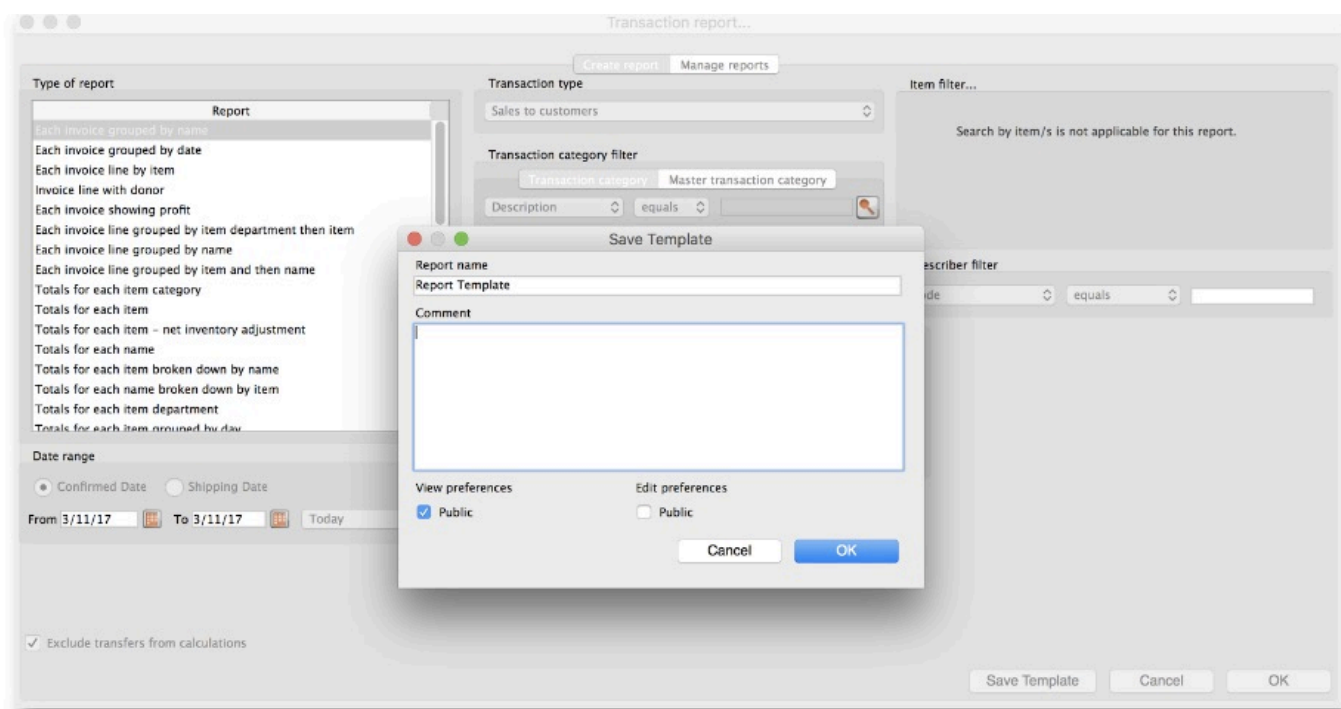 Transaction report...
Create report Manage reports
Type of report
Report
Each invoice grouped by name
Each invoice grouped by date
Each invoice line by item
Invoice line with donor
Each invoice showing profit
Each invoice line grouped by item department then item
Each invoice line grouped by name
Each invoice line grouped by item and then name
Totals for each item category
Totals for each item
Totals for each item - net inventory adjustment
Totals for each name
Totals for each item broken down by name
Totals for each name broken down by item
Totals for each item department
Totals for each item grouped by day
Transaction type
Sales to customers
Transaction category filter
Transaction category Master transaction category
Description equals
Item filter...
Search by item/s is not applicable for this report.
escriber filter
de equals
Save Template
Report name
Report Template
Comment
View preferences Edit preferences
Public Public
Cancel OK
Date range
Confirmed Date Shipping Date
From 3/11/17 To 3/11/17 Today
Exclude transfers from calculations
Save Template Cancel OK